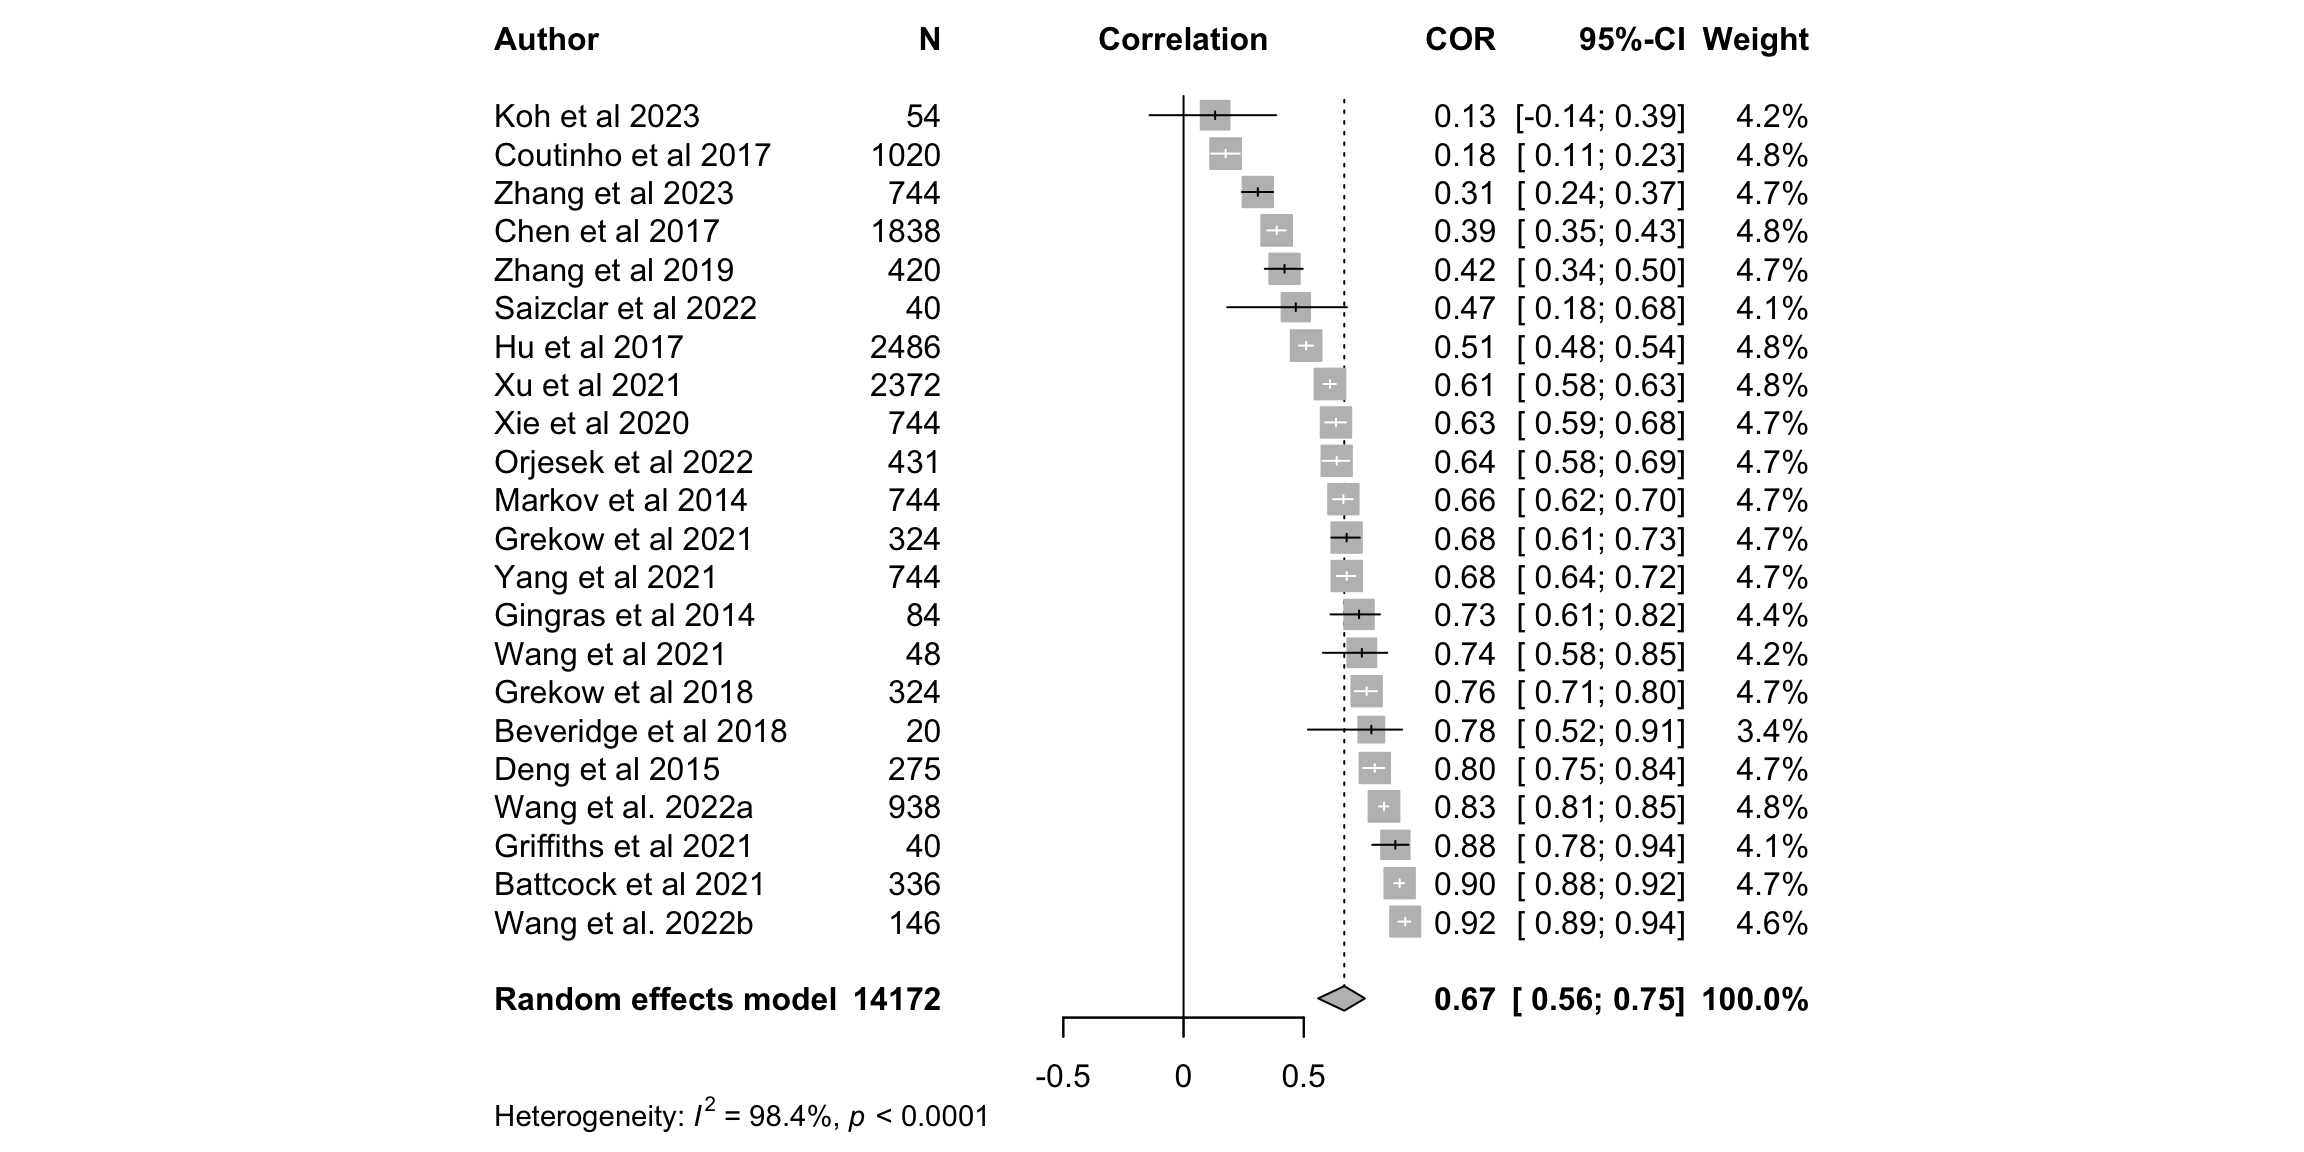 Author N Correlation COR 95%-CI Weight
Koh et al 2023 54 0.13 [-0.14; 0.39] 4.2%
Coutinho et al 2017 1020 0.18 [ 0.11; 0.23] 4.8%
Zhang et al 2023 744 0.31 [ 0.24; 0.37] 4.7%
Chen et al 2017 1838 0.39 [ 0.35; 0.43] 4.8%
Zhang et al 2019 420 0.42 [ 0.34; 0.50] 4.7%
Saizclar et al 2022 40 0.47 [ 0.18; 0.68] 4.1%
Hu et al 2017 2486 0.51 [ 0.48; 0.54] 4.8%
Xu et al 2021 2372 0.61 [ 0.58; 0.63] 4.8%
Xie et al 2020 744 0.63 [ 0.59; 0.68] 4.7%
Orjesek et al 2022 431 0.64 [ 0.58; 0.69] 4.7%
Markov et al 2014 744 0.66 [ 0.62; 0.70] 4.7%
Grekow et al 2021 324 0.68 [ 0.61; 0.73] 4.7%
Yang et al 2021 744 0.68 [ 0.64; 0.72] 4.7%
Gingras et al 2014 84 0.73 [ 0.61; 0.82] 4.4%
Wang et al 2021 48 0.74 [ 0.58; 0.85] 4.2%
Grekow et al 2018 324 0.76 [ 0.71; 0.80] 4.7%
Beveridge et al 2018 20 0.78 [ 0.52; 0.91] 3.4%
Deng et al 2015 275 0.80 [ 0.75; 0.84] 4.7%
Wang et al. 2022a 938 0.83 [ 0.81; 0.85] 4.8%
Griffiths et al 2021 40 0.88 [ 0.78; 0.94] 4.1%
Battcock et al 2021 336 0.90 [ 0.88; 0.92] 4.7%
Wang et al. 2022b 146 0.92 [ 0.89; 0.94] 4.6%
Random effects model 14172 0.67 [ 0.56; 0.75] 100.0%
-0.5 0 0.5
Heterogeneity: I² = 98.4%, p < 0.0001